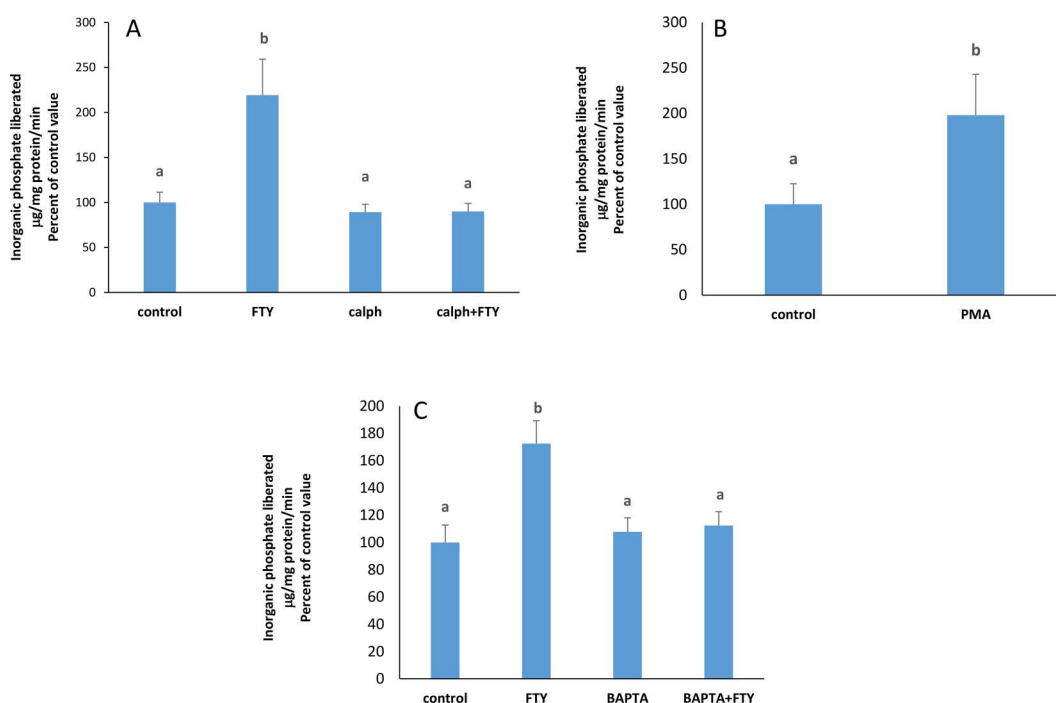 A
Inorganic phosphate liberated
µg/mg protein/min
Percent of control value
300
250
200
150
100
50
0
a
b
a
a
control FTY calph calph+FTY
B
Inorganic phosphate liberated
µg/mg protein/min
Percent of control value
300
250
200
150
100
50
0
a
b
control PMA
C
Inorganic phosphate liberated
µg/mg protein/min
Percent of control value
200
180
160
140
120
100
80
60
40
20
0
a
b
a
a
control FTY BAPTA BAPTA+FTY